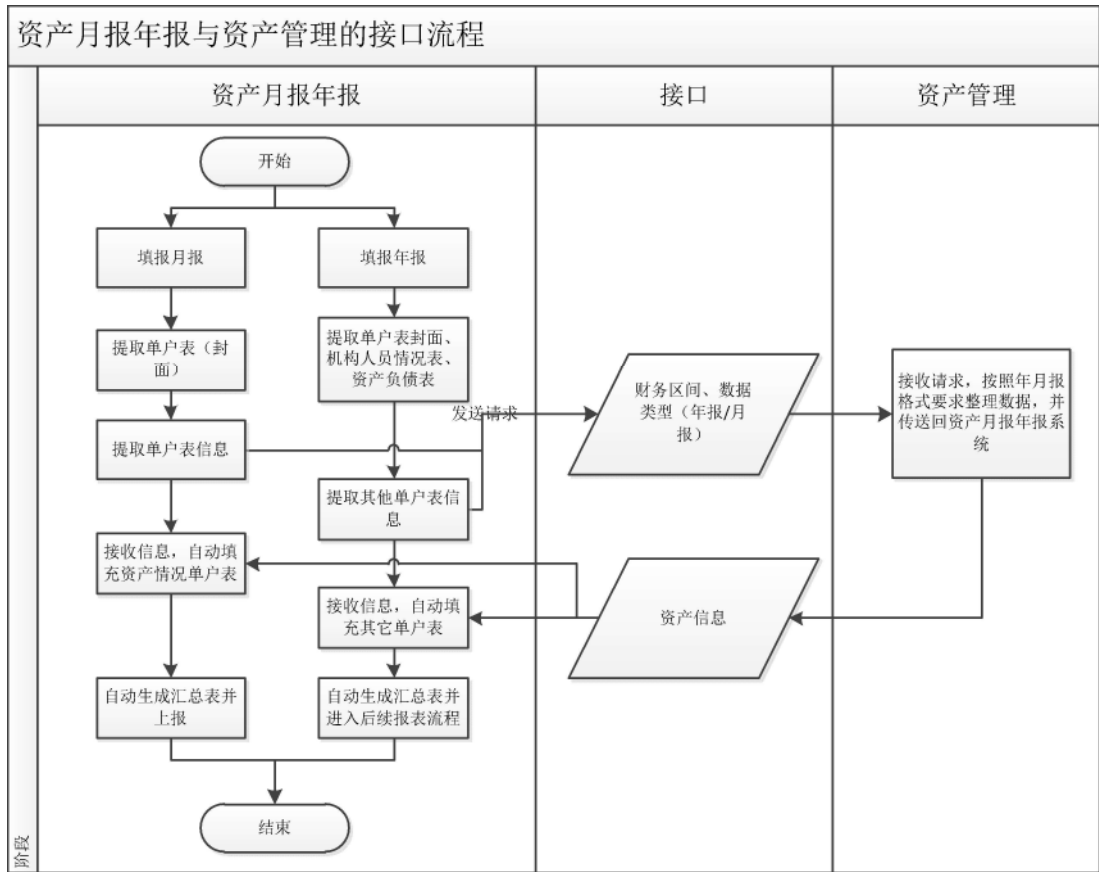 资产月报年报与资产管理的接口流程
资产月报年报
接口
资产管理
开始
填报月报
填报年报
提取单户表（封
面）
提取单户表封面、
机构人员情况表、
资产负债表
发送请求
财务区间、数据
类型（年报/月
报）
接收请求，按照年月报
格式要求整理数据，并
传送回资产月报年报系
统
提取单户表信息
提取其他单户表信
息
接收信息，自动填
充资产情况单户表
接收信息，自动填
充其它单户表
资产信息
自动生成汇总表并
上报
自动生成汇总表并
进入后续报表流程
结束
阶段